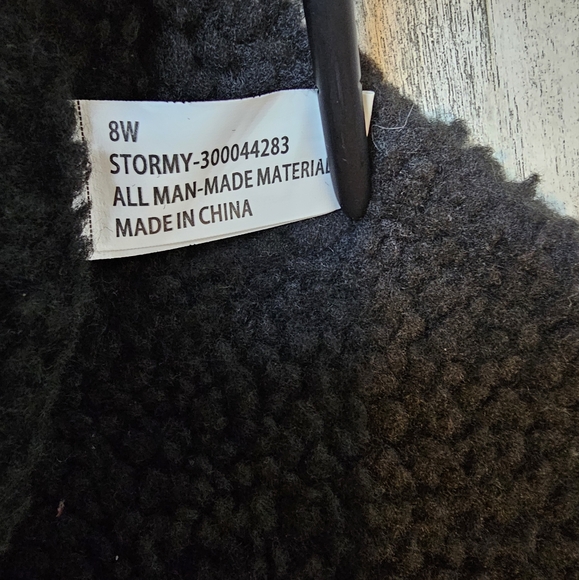 8W
STORMY-300044283
ALL MAN-MADE MATERIAL
MADE IN CHINA